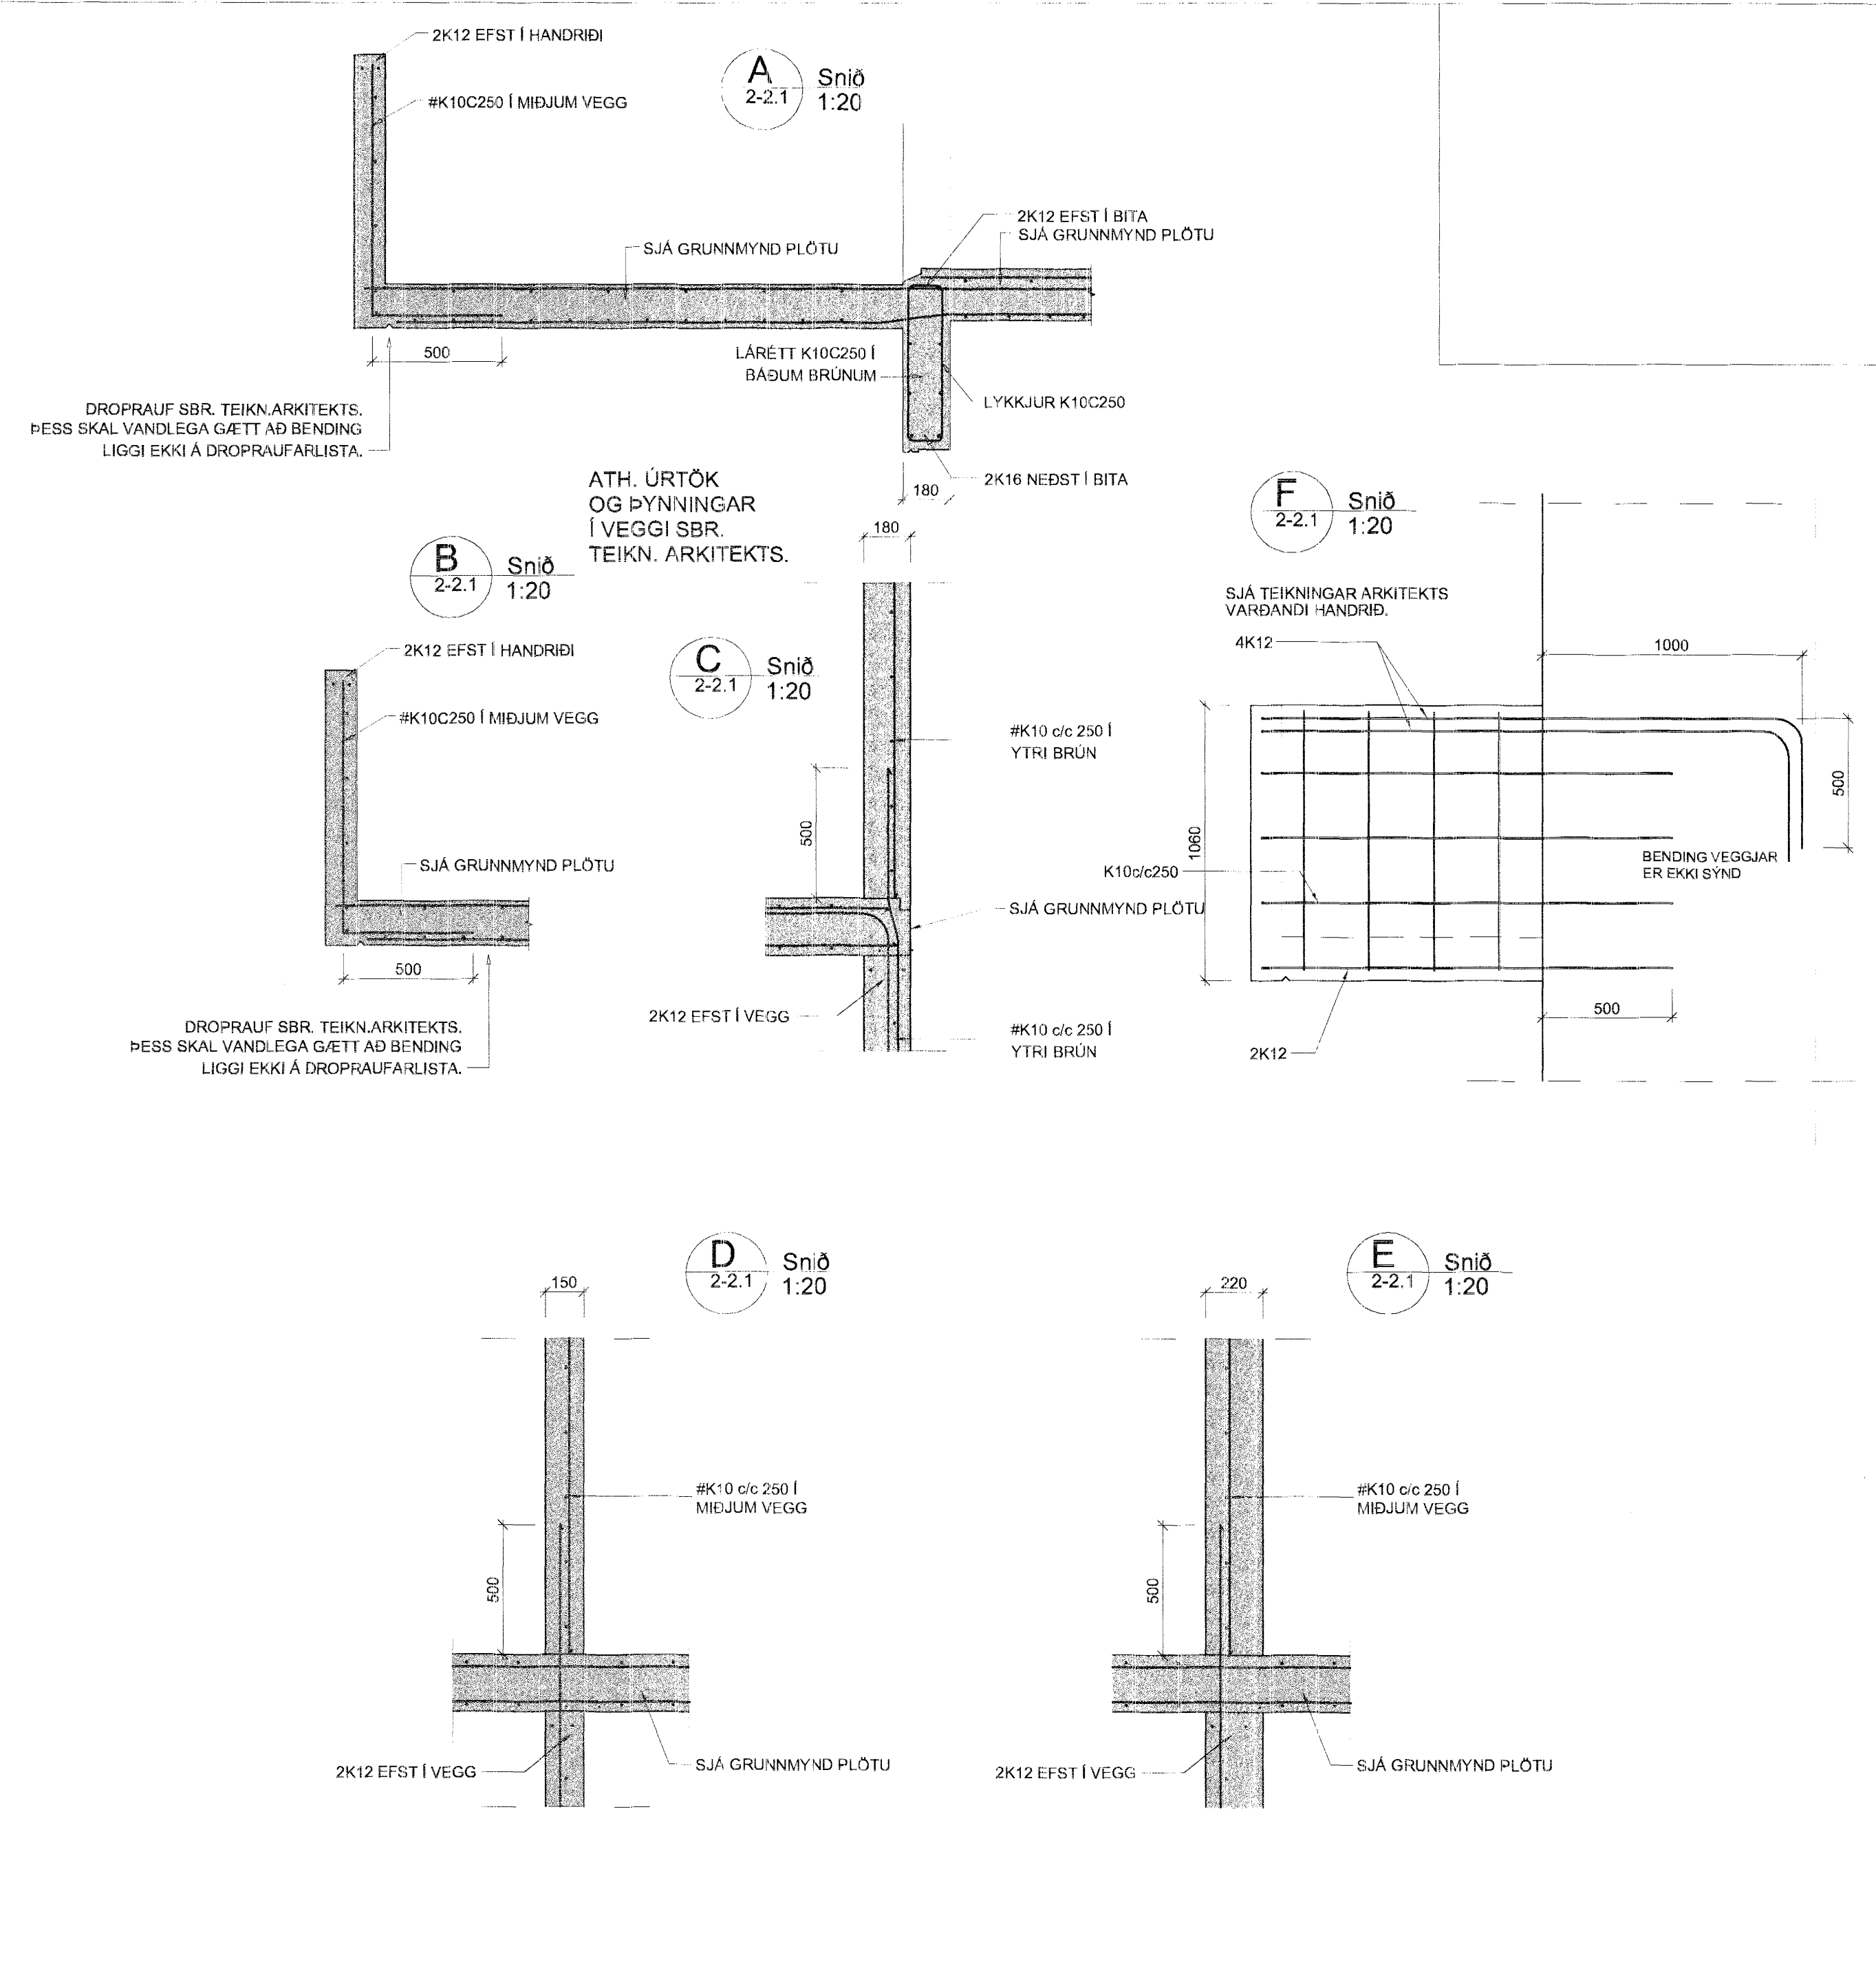 2K12 EFST Í HANDRIÐI
#K10C250 Í MIÐJUM VEGG
A
2-2.1
Snið
1:20
2K12 EFST Í BITA
SJÁ GRUNNMYND PLÖTU
SJÁ GRUNNMYND PLÖTU
500
LÁRÉTT K10C250 Í
BÁÐUM BRÚNUM
LYKKJUR K10C250
DROPRAUF SBR. TEIKN.ARKITEKTS.
ÞESS SKAL VANDLEGA GÆTT AÐ BENDING
LIGGI EKKI Á DROPRAUFARLISTA.
2K16 NEÐST Í BITA
180
ATH. ÚRTÖK
OG ÞYNNINGAR
Í VEGGI SBR.
TEIKN. ARKITEKTS.
B
2-2.1
Snið
1:20
2K12 EFST Í HANDRIÐI
#K10C250 Í MIÐJUM VEGG
SJÁ GRUNNMYND PLÖTU
500
DROPRAUF SBR. TEIKN.ARKITEKTS.
ÞESS SKAL VANDLEGA GÆTT AÐ BENDING
LIGGI EKKI Á DROPRAUFARLISTA.
C
2-2.1
Snið
1:20
180
#K10 c/c 250 Í
YTRI BRÚN
500
SJÁ GRUNNMYND PLÖTU
2K12 EFST Í VEGG
#K10 c/c 250 Í
YTRI BRÚN
F
2-2.1
Snið
1:20
SJÁ TEIKNINGAR ARKITEKTS
VARÐANDI HANDRIÐ.
4K12
1000
500
1060
K10c/c250
BENDING VEGGJAR
ER EKKI SÝND
500
2K12
D
2-2.1
Snið
1:20
150
#K10 c/c 250 Í
MIÐJUM VEGG
500
2K12 EFST Í VEGG
SJÁ GRUNNMYND PLÖTU
E
2-2.1
Snið
1:20
220
#K10 c/c 250 Í
MIÐJUM VEGG
500
2K12 EFST Í VEGG
SJÁ GRUNNMYND PLÖTU